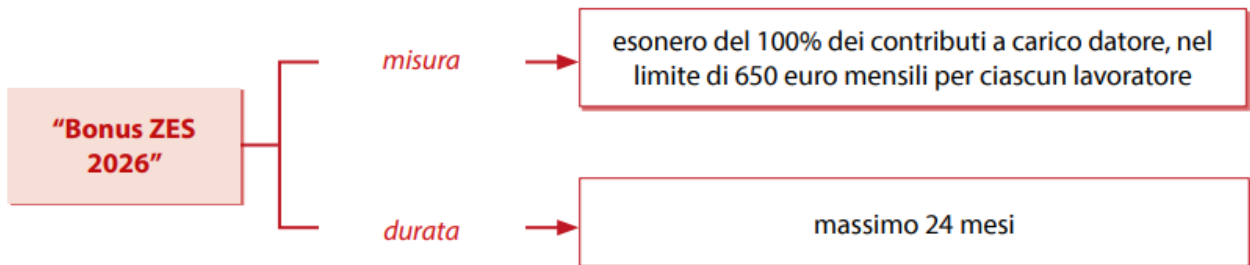 “Bonus ZES
2026”
misura
esonero del 100% dei contributi a carico datore, nel
limite di 650 euro mensili per ciascun lavoratore
durata
massimo 24 mesi